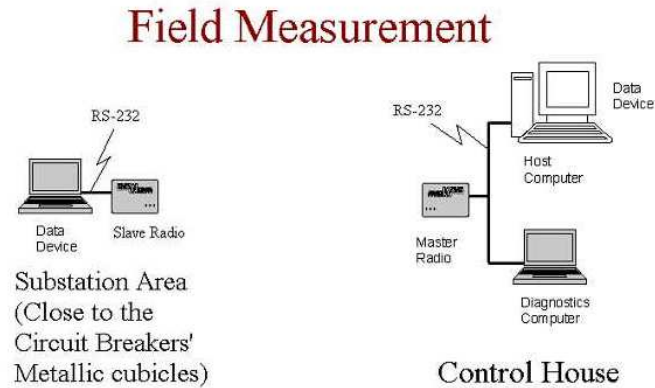 Field Measurement
RS-232
Data
Device
Slave Radio
Substation Area
(Close to the
Circuit Breakers'
Metallic cubicles)
RS-232
Data
Device
Host
Computer
Master
Radio
Diagnostics
Computer
Control House